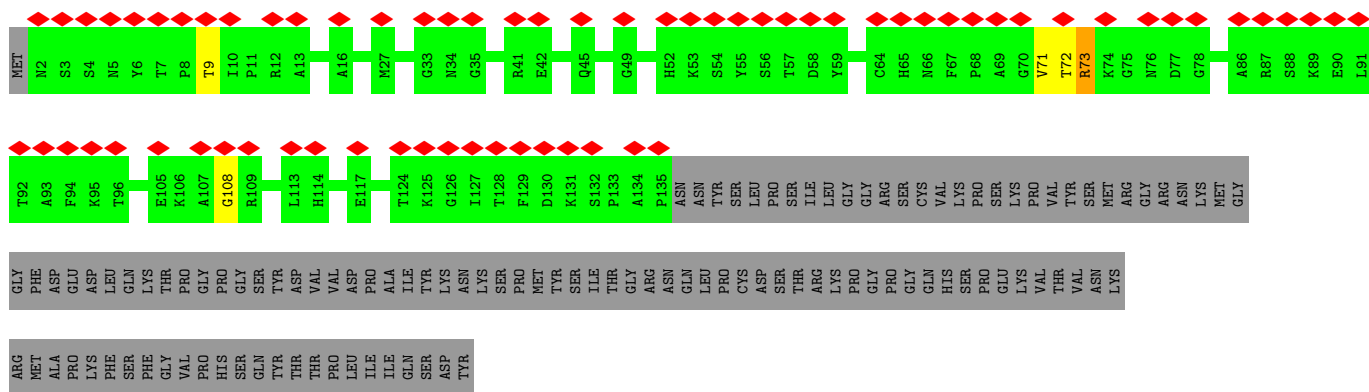 MET N2 S3 S4 N5 Y6 T7 P8 T9 I10 P11 R12 A13 A16 M27 G33 N34 G35 R41 E42 Q45 G49 H52 K53 S54 Y55 S56 T57 D58 Y59 C64 H65 N66 F67 P68 A69 G70 V71 T72 R73 K74 G75 N76 D77 G78 A86 R87 S88 K89 E90 L91
T92 A93 F94 K95 T96 E105 K106 A107 G108 R109 L113 H114 E117 T124 K125 G126 I127 T128 F129 D130 K131 S132 P133 A134 P135 ASN ASN TYR SER LEU PRO SER ILE LEU GLY GLY ARG SER CYS VAL LYS PRO SER LYS PRO VAL TYR SER MET ARG GLY ARG ASN LYS MET GLY
GLY PHE ASP GLU ASP LEU GLN LYS THR PRO GLY PRO GLY SER TYR ASP VAL VAL ASP PRO ALA ILE TYR LYS ASN LYS SER PRO MET TYR SER ILE THR GLY ARG ASN GLN LEU PRO CYS ASP SER THR ARG LYS PRO GLY PRO GLY GLN HIS SER PRO GLU LYS VAL THR VAL ASN LYS
ARG MET ALA PRO LYS PHE SER PHE GLY VAL PRO HIS SER GLN TYR THR THR PRO LEU ILE ILE GLN SER ASP TYR